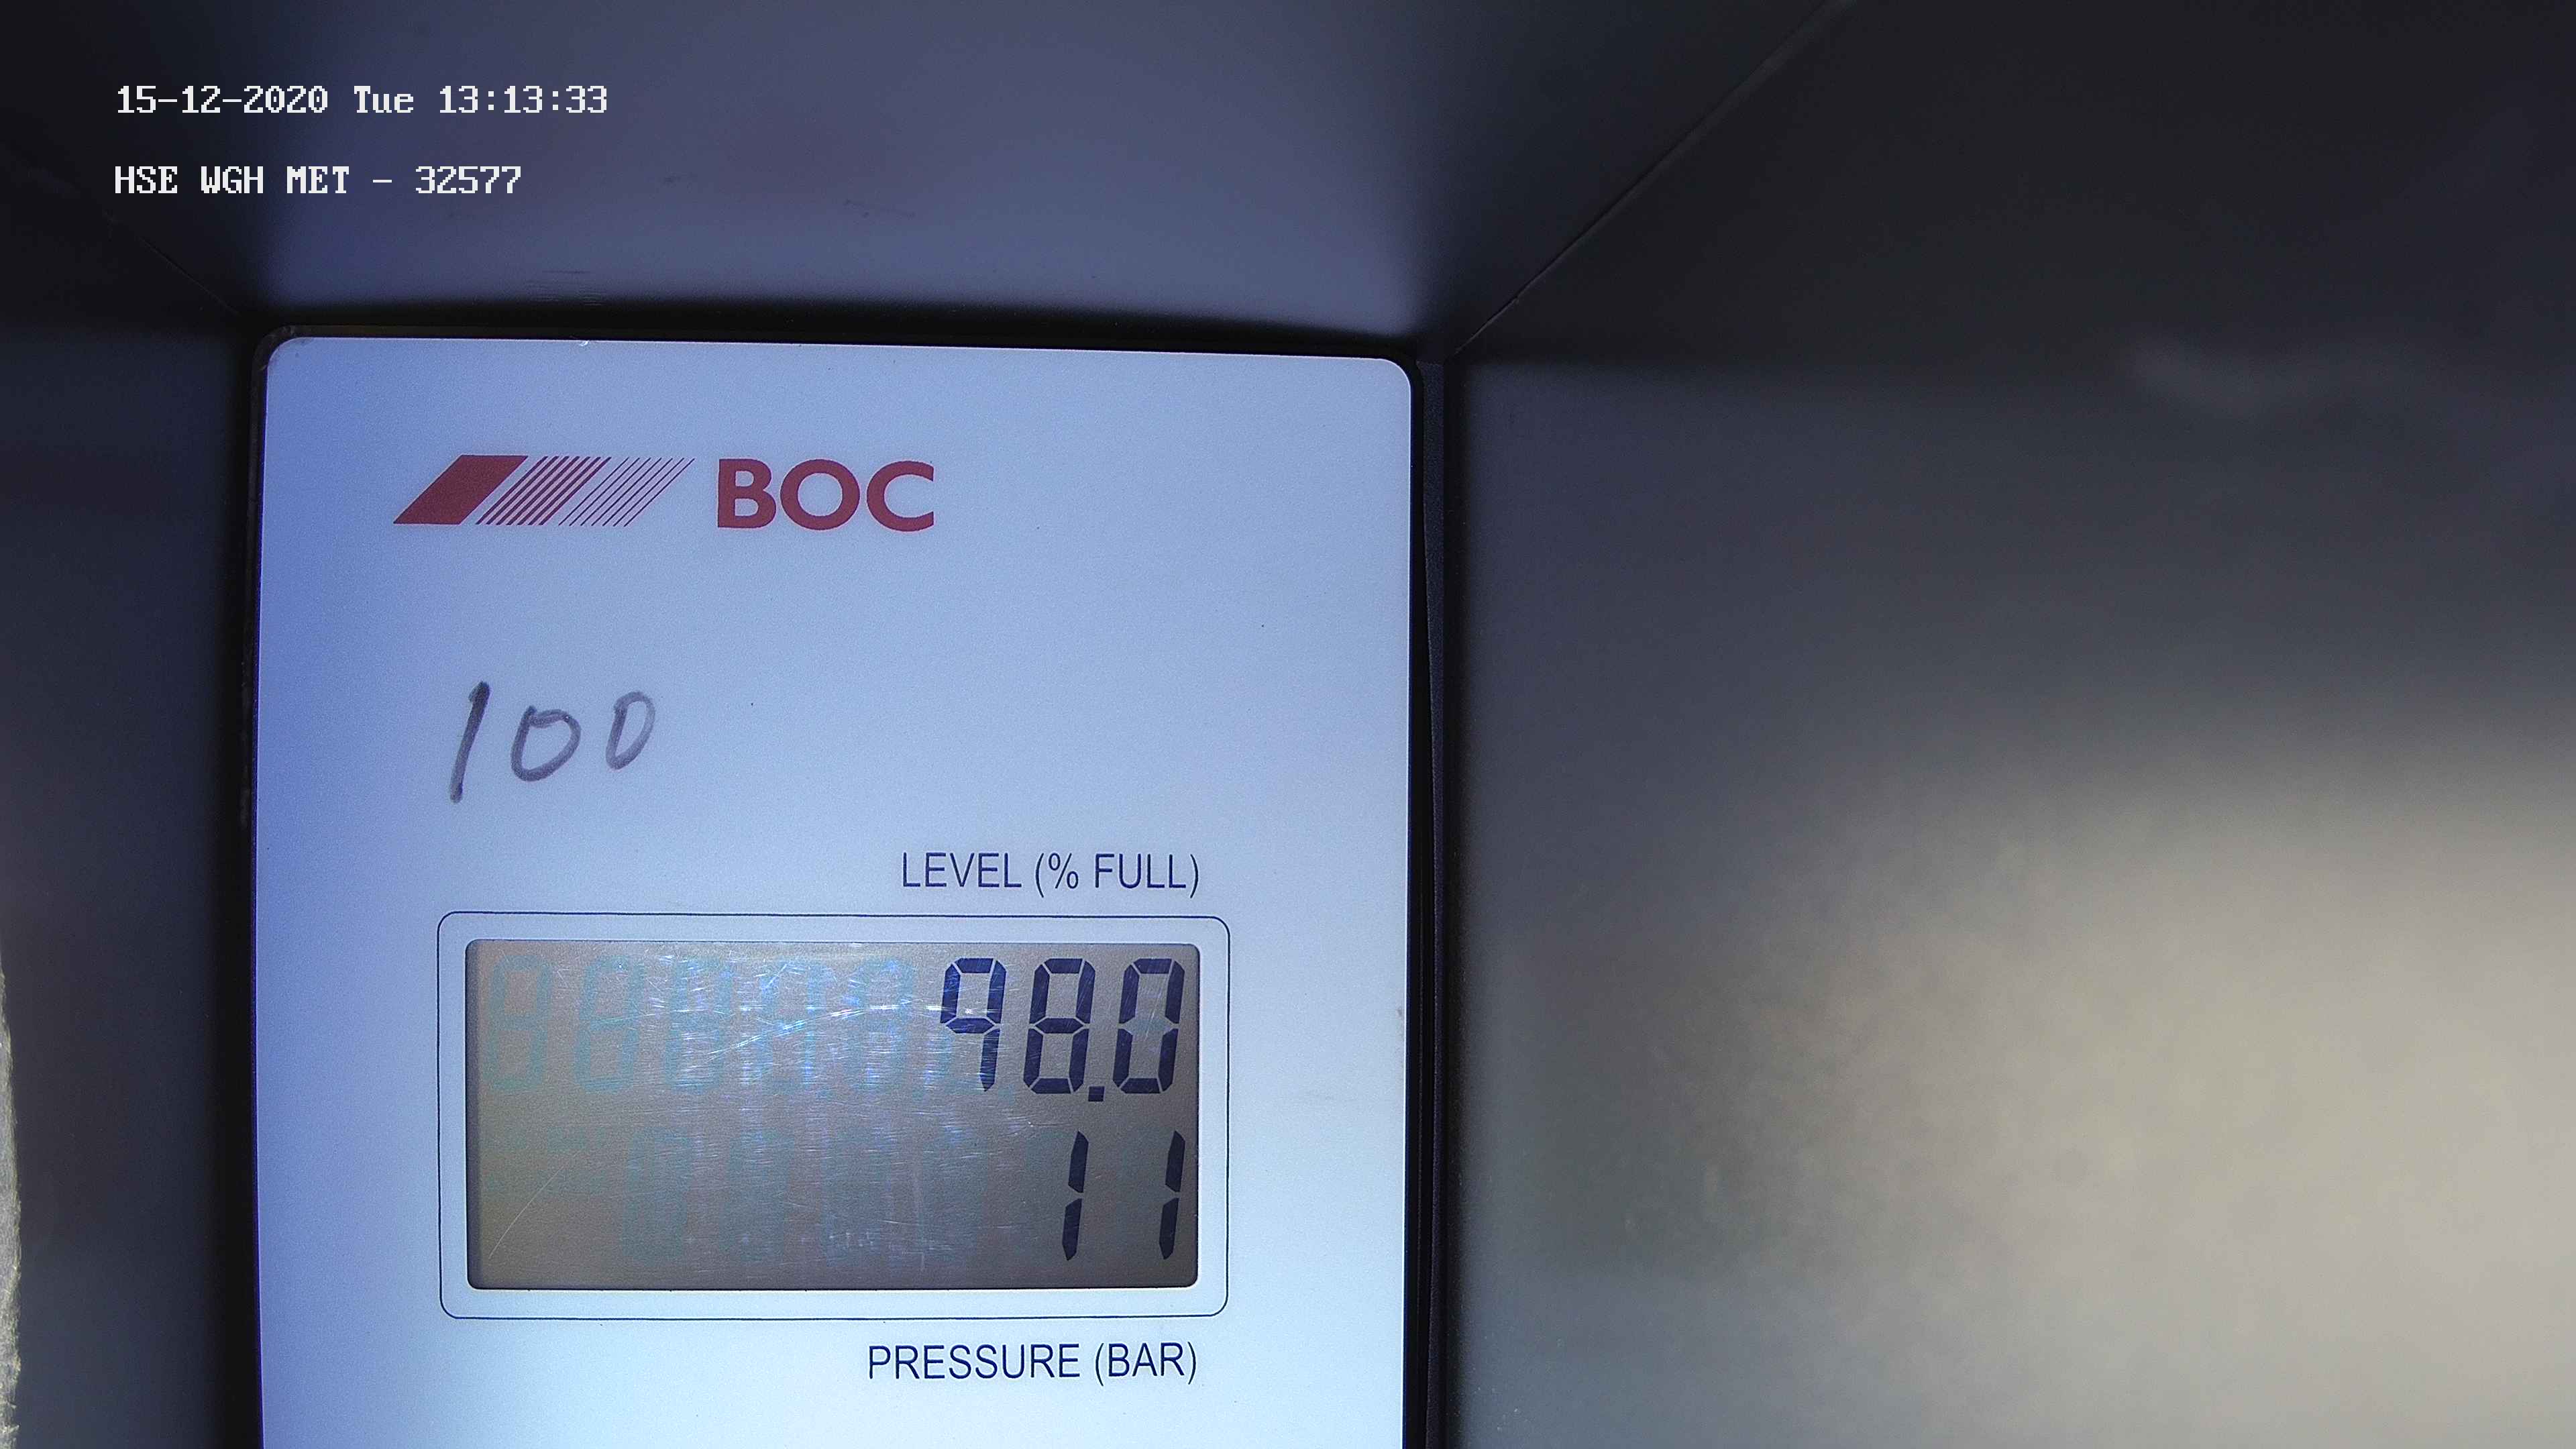 15-12-2020 Tue 13:13:33
HSE WGH MET - 32577
BOC
100
LEVEL (% FULL)
98.0
11
PRESSURE (BAR)